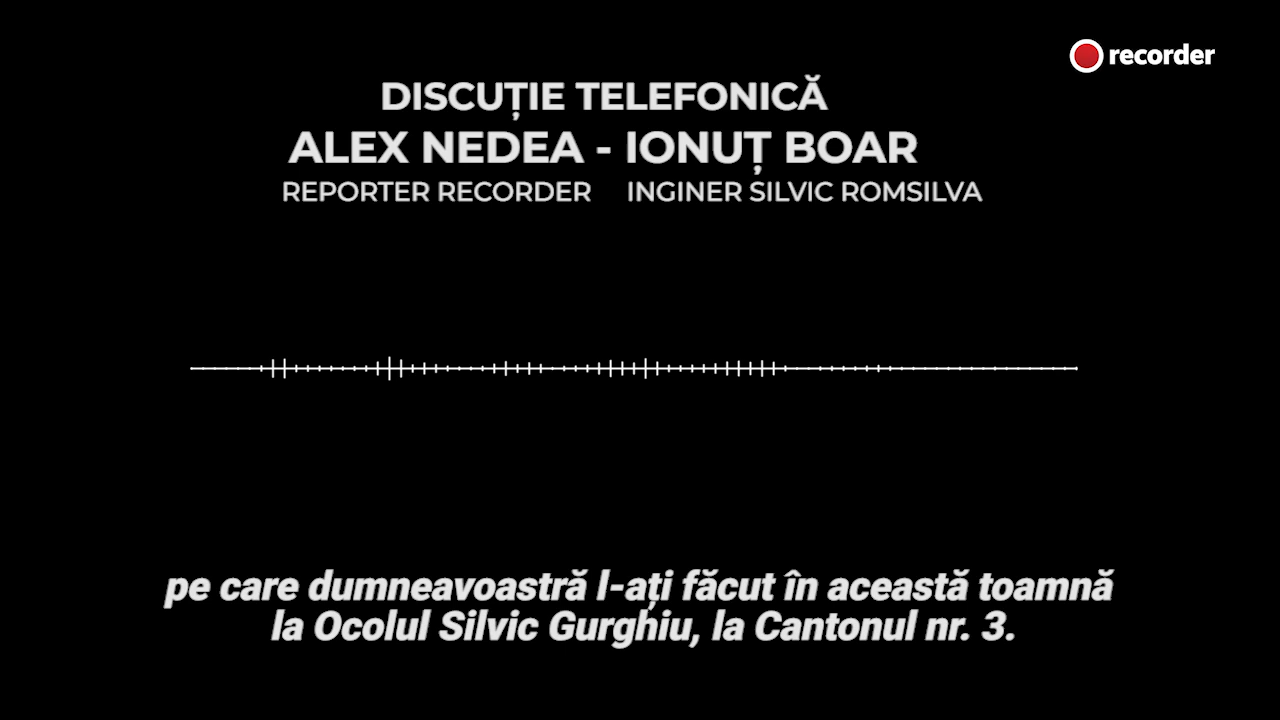 recorder
DISCUȚIE TELEFONICĂ
ALEX NEDEA - IONUȚ BOAR
REPORTER RECORDER INGINER SILVIC ROMSILVA
pe care dumneavoastră l-ați făcut în această toamnă
la Ocolul Silvic Gurghiu, la Cantonul nr. 3.